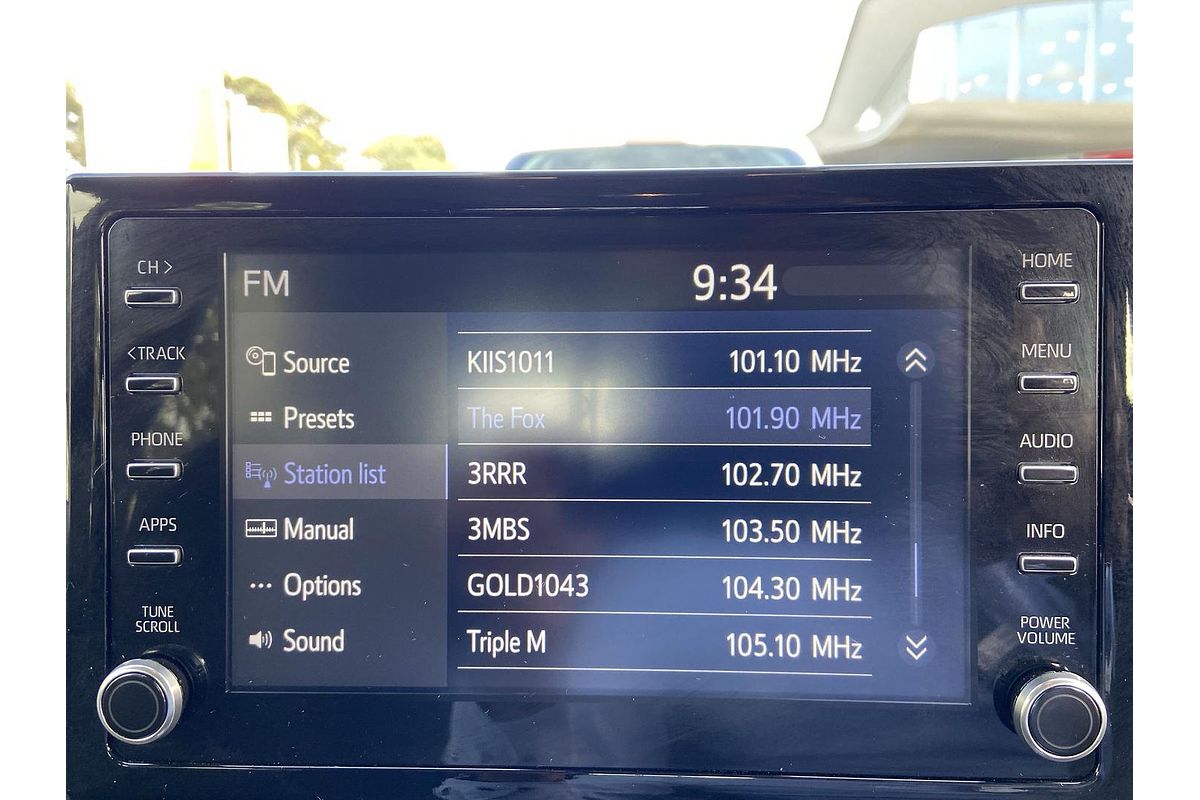 CH >
<TRACK
PHONE
APPS
TUNE
SCROLL
FM
9:34
Source
Presets
Station list
Manual
Options
Sound
KIIS1011 101.10 MHz
The Fox 101.90 MHz
3RRR 102.70 MHz
3MBS 103.50 MHz
GOLD1043 104.30 MHz
Triple M 105.10 MHz
HOME
MENU
AUDIO
INFO
POWER
VOLUME